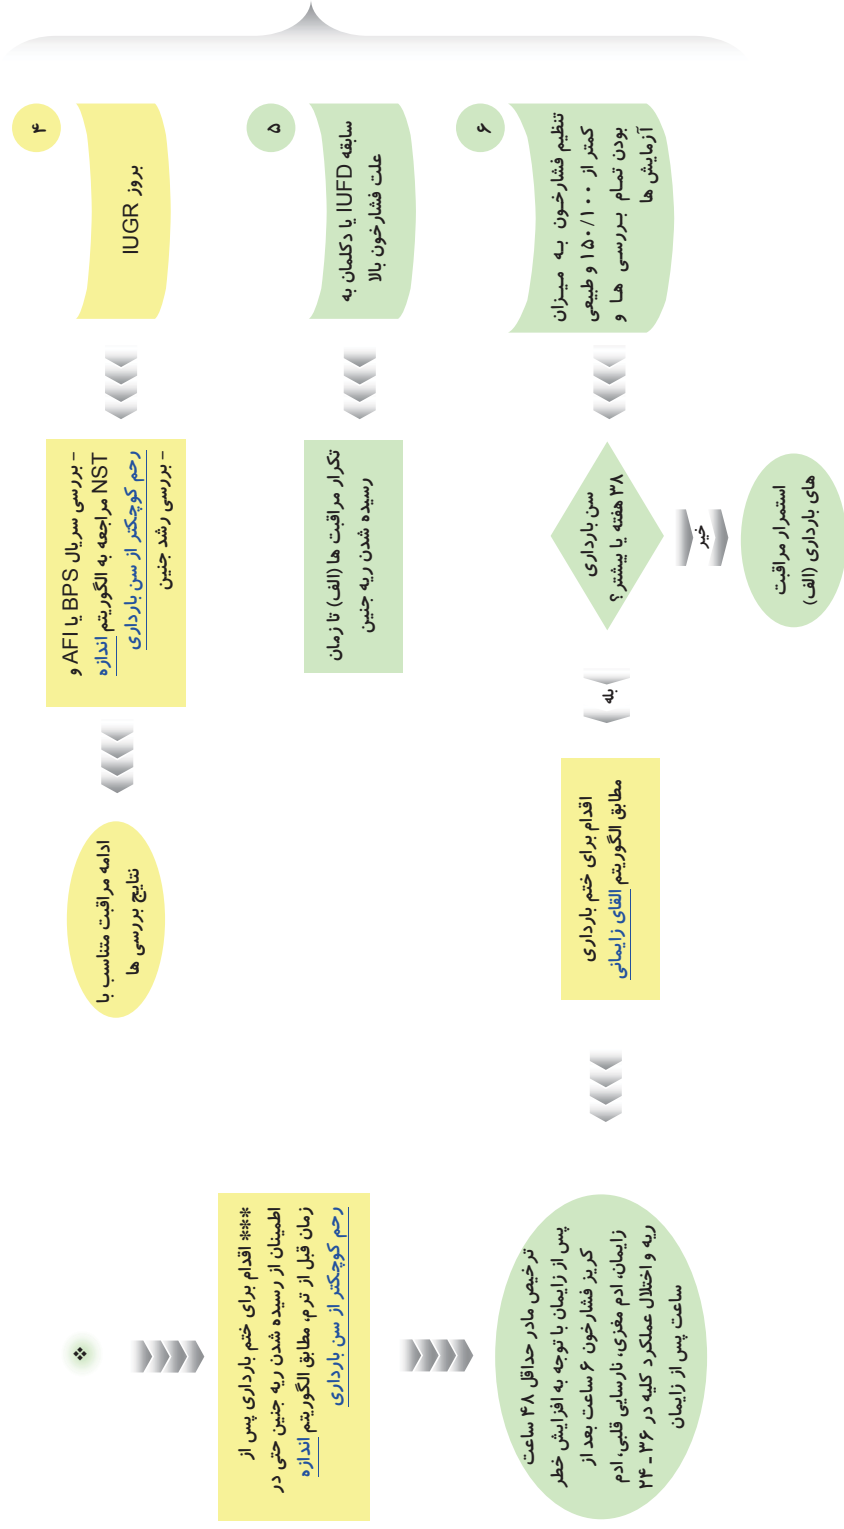 ۴
بروز IUGR
- بررسی سریال BPS یا AFI و
NST مراجعه به الگوریتم اندازه
رحم کوچکتر از سن بارداری
- بررسی رشد جنین
ادامه مراقبت متناسب با
نتایج بررسی ها
۵
سابقه IUFD یا دکلمان به
علت فشارخون بالا
تکرار مراقبت ها (الف) تا زمان
رسیده شدن ریه جنین
۶
تنظیم فشارخون به میزان
کمتر از ۱۵۰/۱۰۰ و طبیعی
بودن تمام بررسی ها و
آزمایش ها
سن بارداری
۳۸ هفته یا بیشتر؟
خیر
استمرار مراقبت
های بارداری (الف)
بله
اقدام برای ختم بارداری
مطابق الگوریتم القای زایمانی
*** اقدام برای ختم بارداری پس از
اطمینان از رسیده شدن ریه جنین حتی در
زمان قبل از ترم، مطابق الگوریتم اندازه
رحم کوچکتر از سن بارداری
ترخیص مادر حداقل ۴۸ ساعت
پس از زایمان با توجه به افزایش خطر
کریز فشارخون ۶ ساعت بعد از
زایمان، ادم مغزی، نارسایی قلبی، ادم
ریه و اختلال عملکرد کلیه در ۳۶ ـ ۲۴
ساعت پس از زایمان